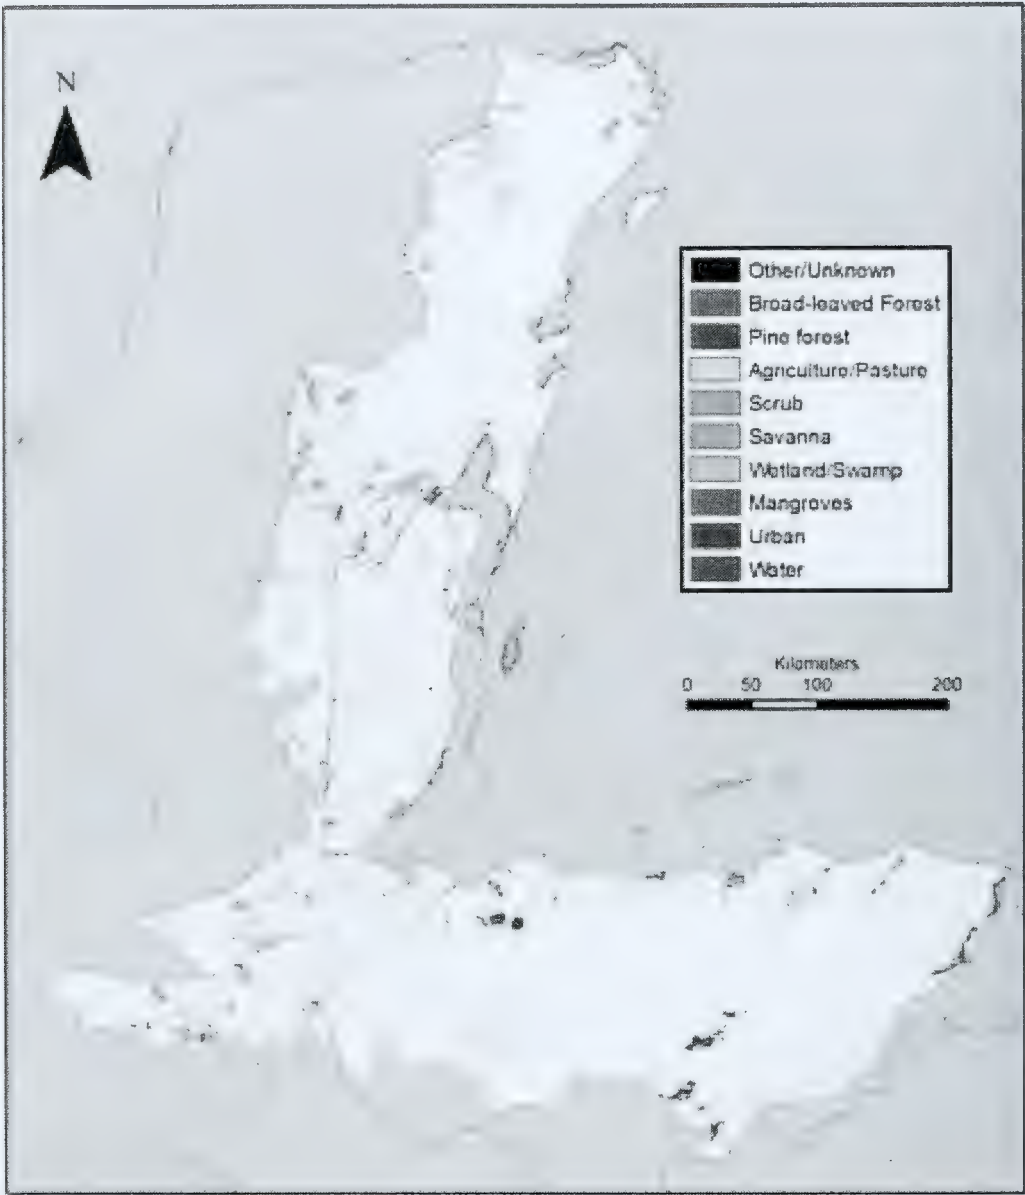 N
Other/Unknown
Broad-leaved Forest
Pine forest
Agriculture/Pasture
Scrub
Savanna
Wetland/Swamp
Mangroves
Urban
Water
Kilometers
0 50 100 200